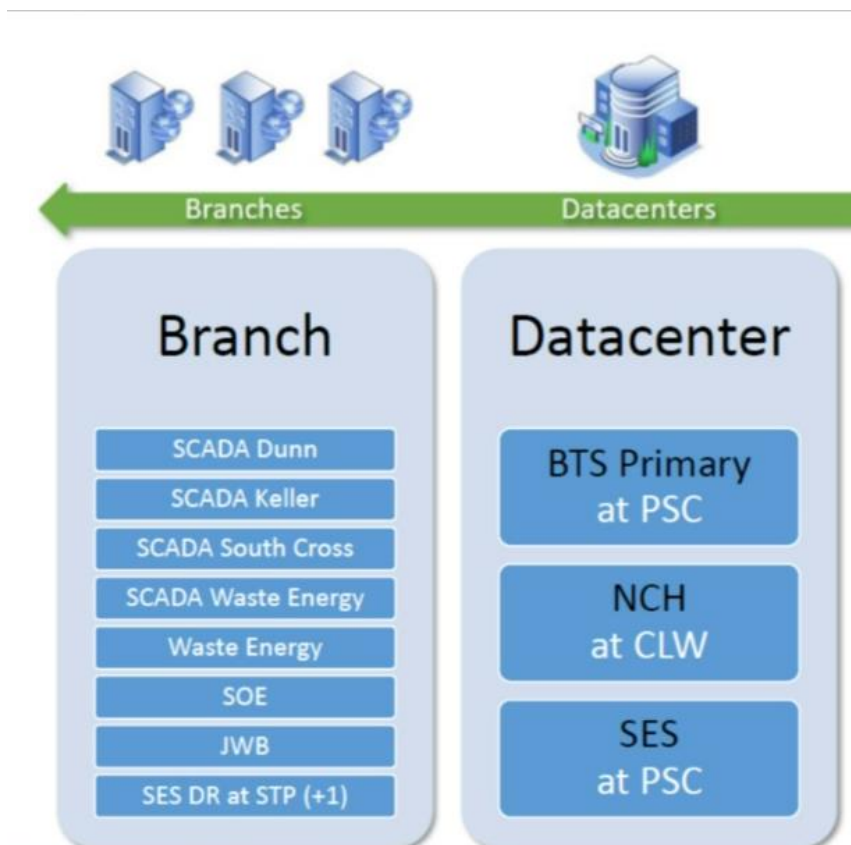 Branches
Datacenters
Branch
SCADA Dunn
SCADA Keller
SCADA South Cross
SCADA Waste Energy
Waste Energy
SOE
JWB
SES DR at STP (+1)
Datacenter
BTS Primary
at PSC
NCH
at CLW
SES
at PSC